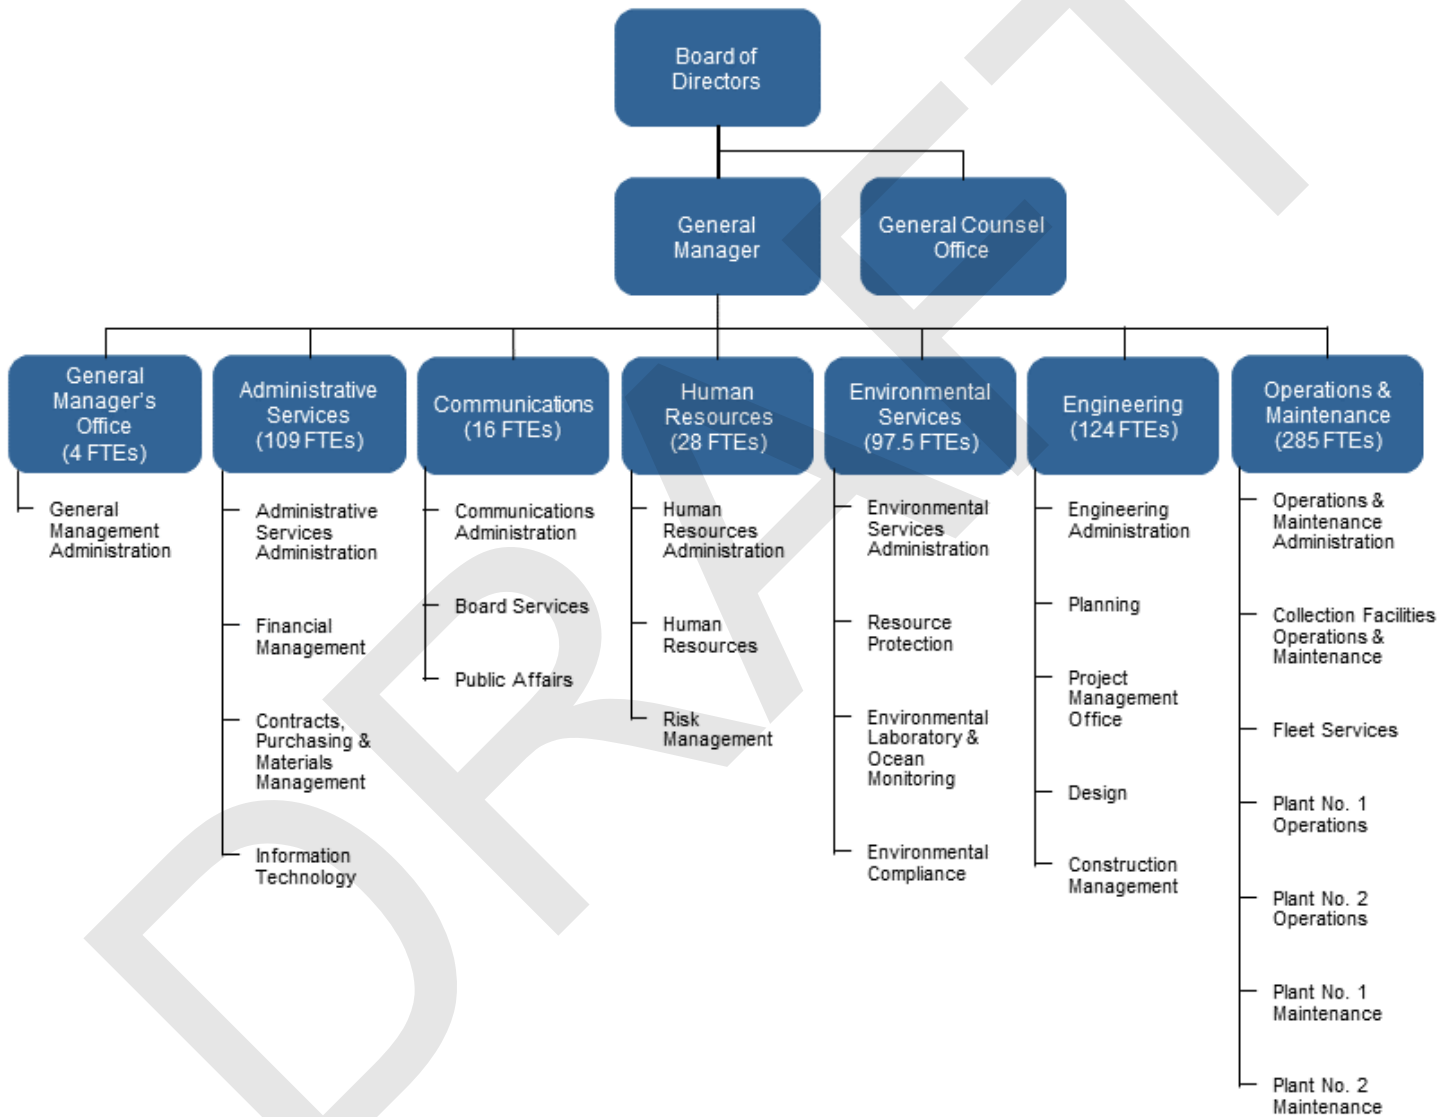 Board of
Directors
General
Manager
General Counsel
Office
General
Manager's
Office
(4 FTEs)
Administrative
Services
(109 FTEs)
Communications
(16 FTEs)
Human
Resources
(28 FTEs)
Environmental
Services
(97.5 FTEs)
Engineering
(124 FTEs)
Operations &
Maintenance
(285 FTEs)
General
Management
Administration
Administrative
Services
Administration
Financial
Management
Contracts,
Purchasing &
Materials
Management
Information
Technology
Communications
Administration
Board Services
Public Affairs
Human
Resources
Administration
Human
Resources
Risk
Management
Environmental
Services
Administration
Resource
Protection
Environmental
Laboratory &
Ocean
Monitoring
Environmental
Compliance
Engineering
Administration
Planning
Project
Management
Office
Design
Construction
Management
Operations &
Maintenance
Administration
Collection Facilities
Operations &
Maintenance
Fleet Services
Plant No. 1
Operations
Plant No. 2
Operations
Plant No. 1
Maintenance
Plant No. 2
Maintenance
DRAFT